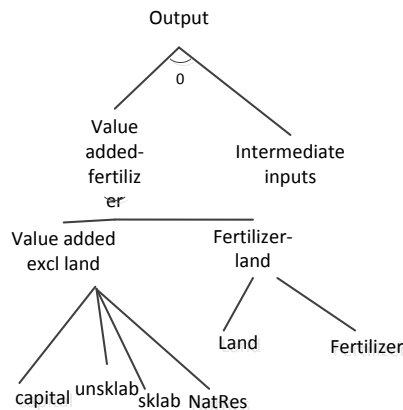 Output
0
Value
added-
fertiliz
er
Intermediate
inputs
Value added
excl land
Fertilizer-
land
Land
Fertilizer
capital
unsklab
sklab
NatRes